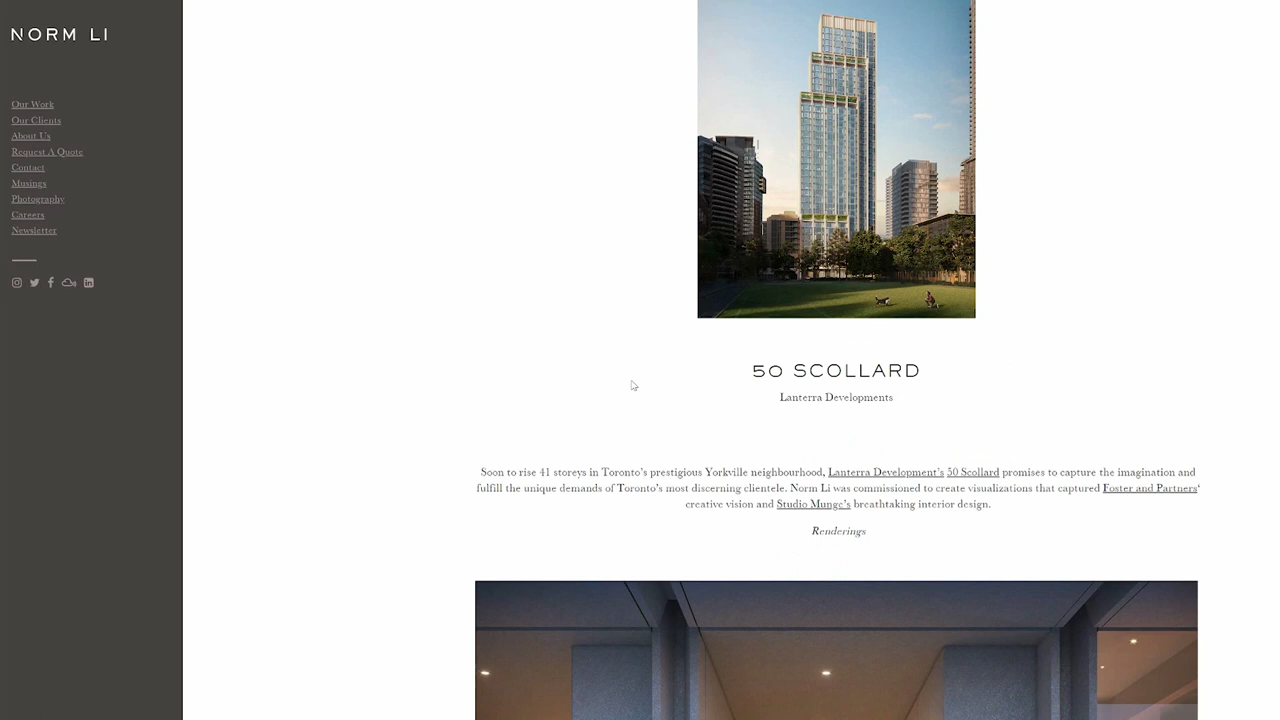 NORM LI
Our Work
Our Clients
About Us
Request A Quote
Contact
Musings
Photography
Careers
Newsletter
50 SCOLLARD
Lanterra Developments
Soon to rise 41 storeys in Toronto's prestigious Yorkville neighbourhood, Lanterra Development's 50 Scollard promises to capture the imagination and
fulfill the unique demands of Toronto's most discerning clientele. Norm Li was commissioned to create visualizations that captured Foster and Partners‘
creative vision and Studio Munge's breathtaking interior design.
Renderings